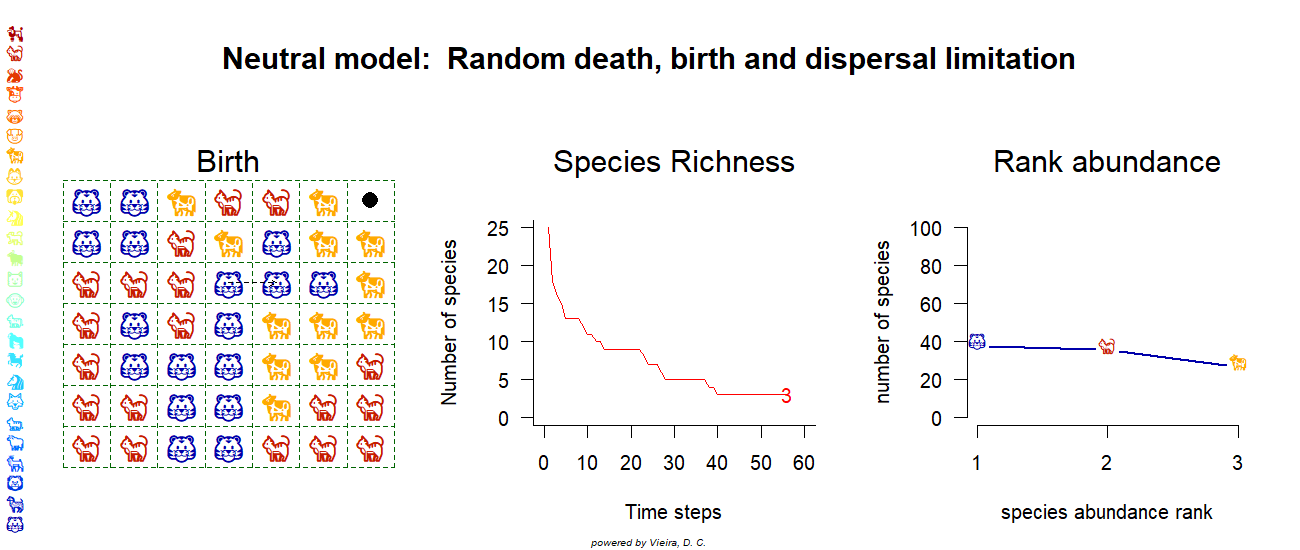 Neutral model:  Random death, birth and dispersal limitation
Birth
Species Richness
Number of species
25
20
15
10
5
0
3
0 10 20 30 40 50 60
Time steps
Rank abundance
number of species
100
80
60
40
20
0
1 2 3
species abundance rank
powered by Vieira, D. C.